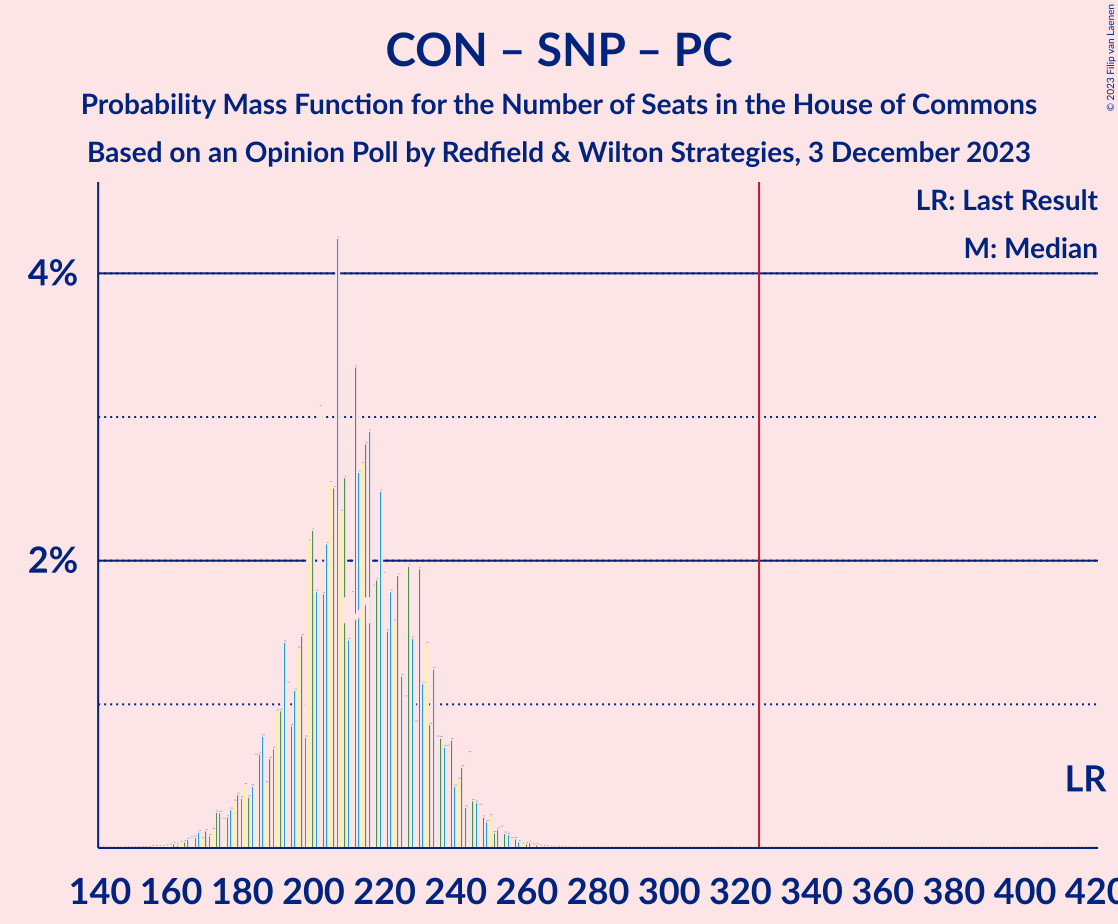 CON – SNP – PC
Probability Mass Function for the Number of Seats in the House of Commons
Based on an Opinion Poll by Redfield & Wilton Strategies, 3 December 2023
© 2023 Filip van Laenen
LR: Last Result
M: Median
4%
2%
LR
140 160 180 200 220 240 260 280 300 320 340 360 380 400 420